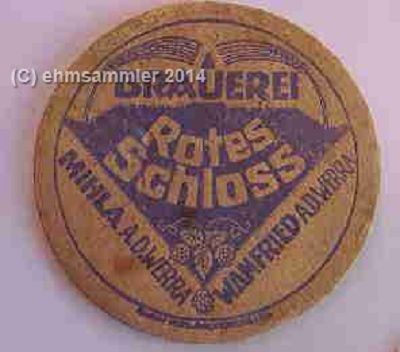 (C) ehmsammler 2014
BRAUEREI
Rotes
Schloss
MIHLA A.D.WERRA
WANFRIED A.D.WERRA